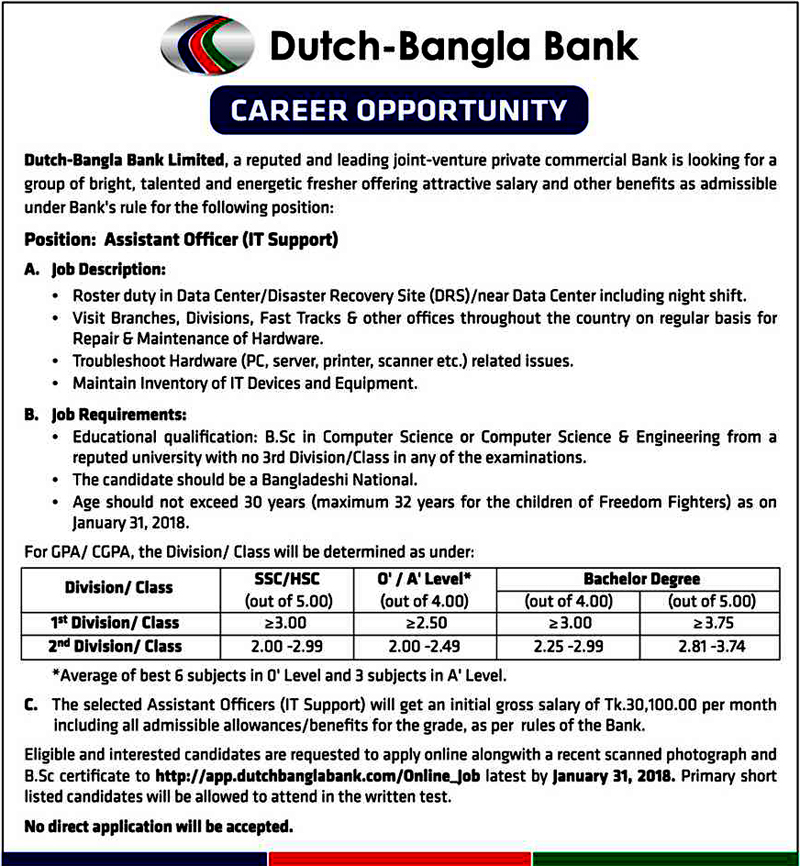 Dutch-Bangla Bank
CAREER OPPORTUNITY
Dutch-Bangla Bank Limited, a reputed and leading joint-venture private commercial Bank is looking for a
group of bright, talented and energetic fresher offering attractive salary and other benefits as admissible
under Bank's rule for the following position:
Position: Assistant Officer (IT Support)
A. Job Description:
• Roster duty in Data Center/Disaster Recovery Site (DRS)/near Data Center including night shift.
• Visit Branches, Divisions, Fast Tracks & other offices throughout the country on regular basis for
Repair & Maintenance of Hardware.
• Troubleshoot Hardware (PC, server, printer, scanner etc.) related issues.
• Maintain Inventory of IT Devices and Equipment.
B. Job Requirements:
• Educational qualification: B.Sc in Computer Science or Computer Science & Engineering from a
reputed university with no 3rd Division/Class in any of the examinations.
• The candidate should be a Bangladeshi National.
• Age should not exceed 30 years (maximum 32 years for the children of Freedom Fighters) as on
January 31, 2018.
For GPA/ CGPA, the Division/ Class will be determined as under:
Division/ Class SSC/HSC O' / A' Level* Bachelor Degree
(out of 5.00) (out of 4.00) (out of 4.00) (out of 5.00)
1st Division/ Class ≥3.00 ≥2.50 ≥3.00 ≥3.75
2nd Division/ Class 2.00 -2.99 2.00 -2.49 2.25 -2.99 2.81 -3.74
*Average of best 6 subjects in O' Level and 3 subjects in A' Level.
C. The selected Assistant Officers (IT Support) will get an initial gross salary of Tk.30,100.00 per month
including all admissible allowances/benefits for the grade, as per rules of the Bank.
Eligible and interested candidates are requested to apply online alongwith a recent scanned photograph and
B.Sc certificate to http://app.dutchbanglabank.com/Online_Job latest by January 31, 2018. Primary short
listed candidates will be allowed to attend in the written test.
No direct application will be accepted.